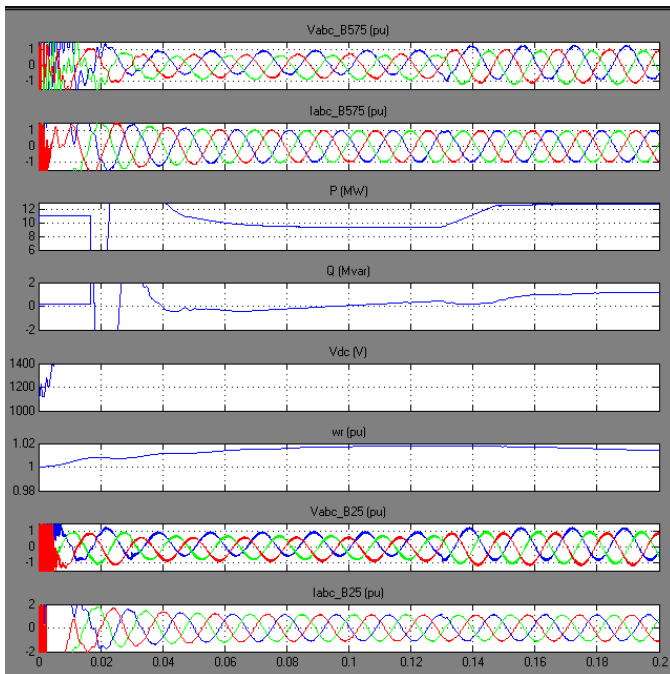 Vabc_B575 (pu)
1
0
-1
Iabc_B575 (pu)
1
0
-1
P (MW)
12
10
8
6
Q (Mvar)
2
0
-2
Vdc (V)
1400
1200
1000
wr (pu)
1.02
1
0.98
Vabc_B25 (pu)
1
0
-1
Iabc_B25 (pu)
2
0
-2
0 0.02 0.04 0.06 0.08 0.1 0.12 0.14 0.16 0.18 0.2